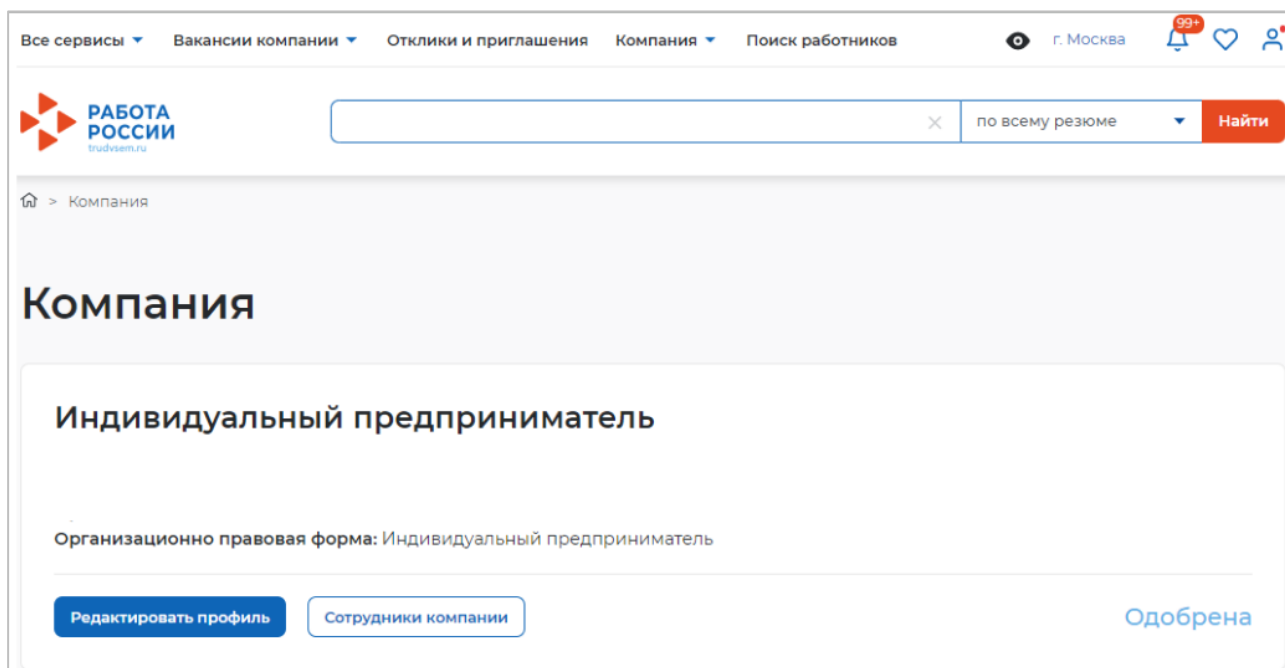 Все сервисы Вакансии компании Отклики и приглашения Компания Поиск работников г. Москва 99+
РАБОТА
РОССИИ
trudvsem.ru
по всему резюме Найти
> Компания
Компания
Индивидуальный предприниматель
Организационно правовая форма: Индивидуальный предприниматель
Редактировать профиль Сотрудники компании Одобрена